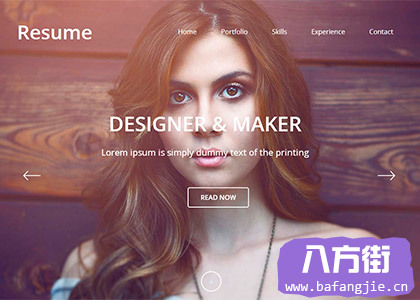 Resume
Home Portfolio Skills Experience Contact
DESIGNER & MAKER
Lorem ipsum is simply dummy text of the printing
READ NOW
八方街
www.bafangjie.cn